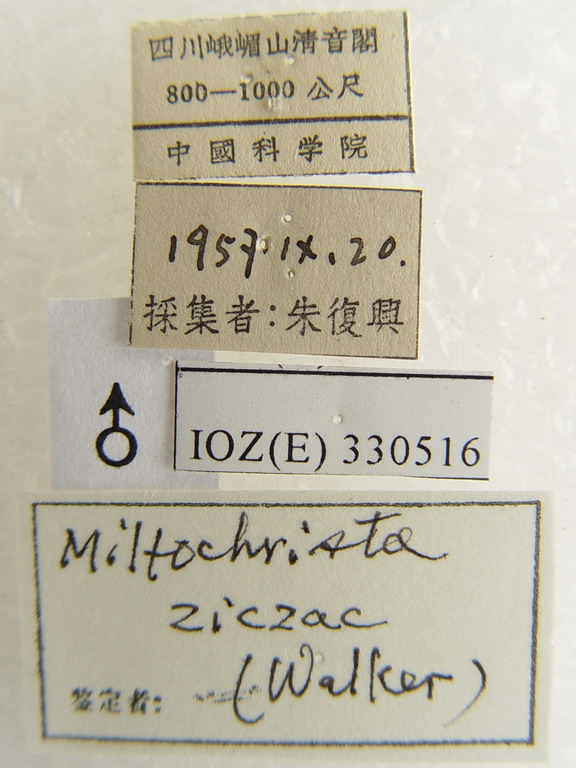 四川峨嵋山清音閣
800—1000 公尺
中國科学院
1957.IX.20.
採集者:朱復興
♂
IOZ(E) 330516
Miltochrista
ziczac
(Walker)
鉴定者: